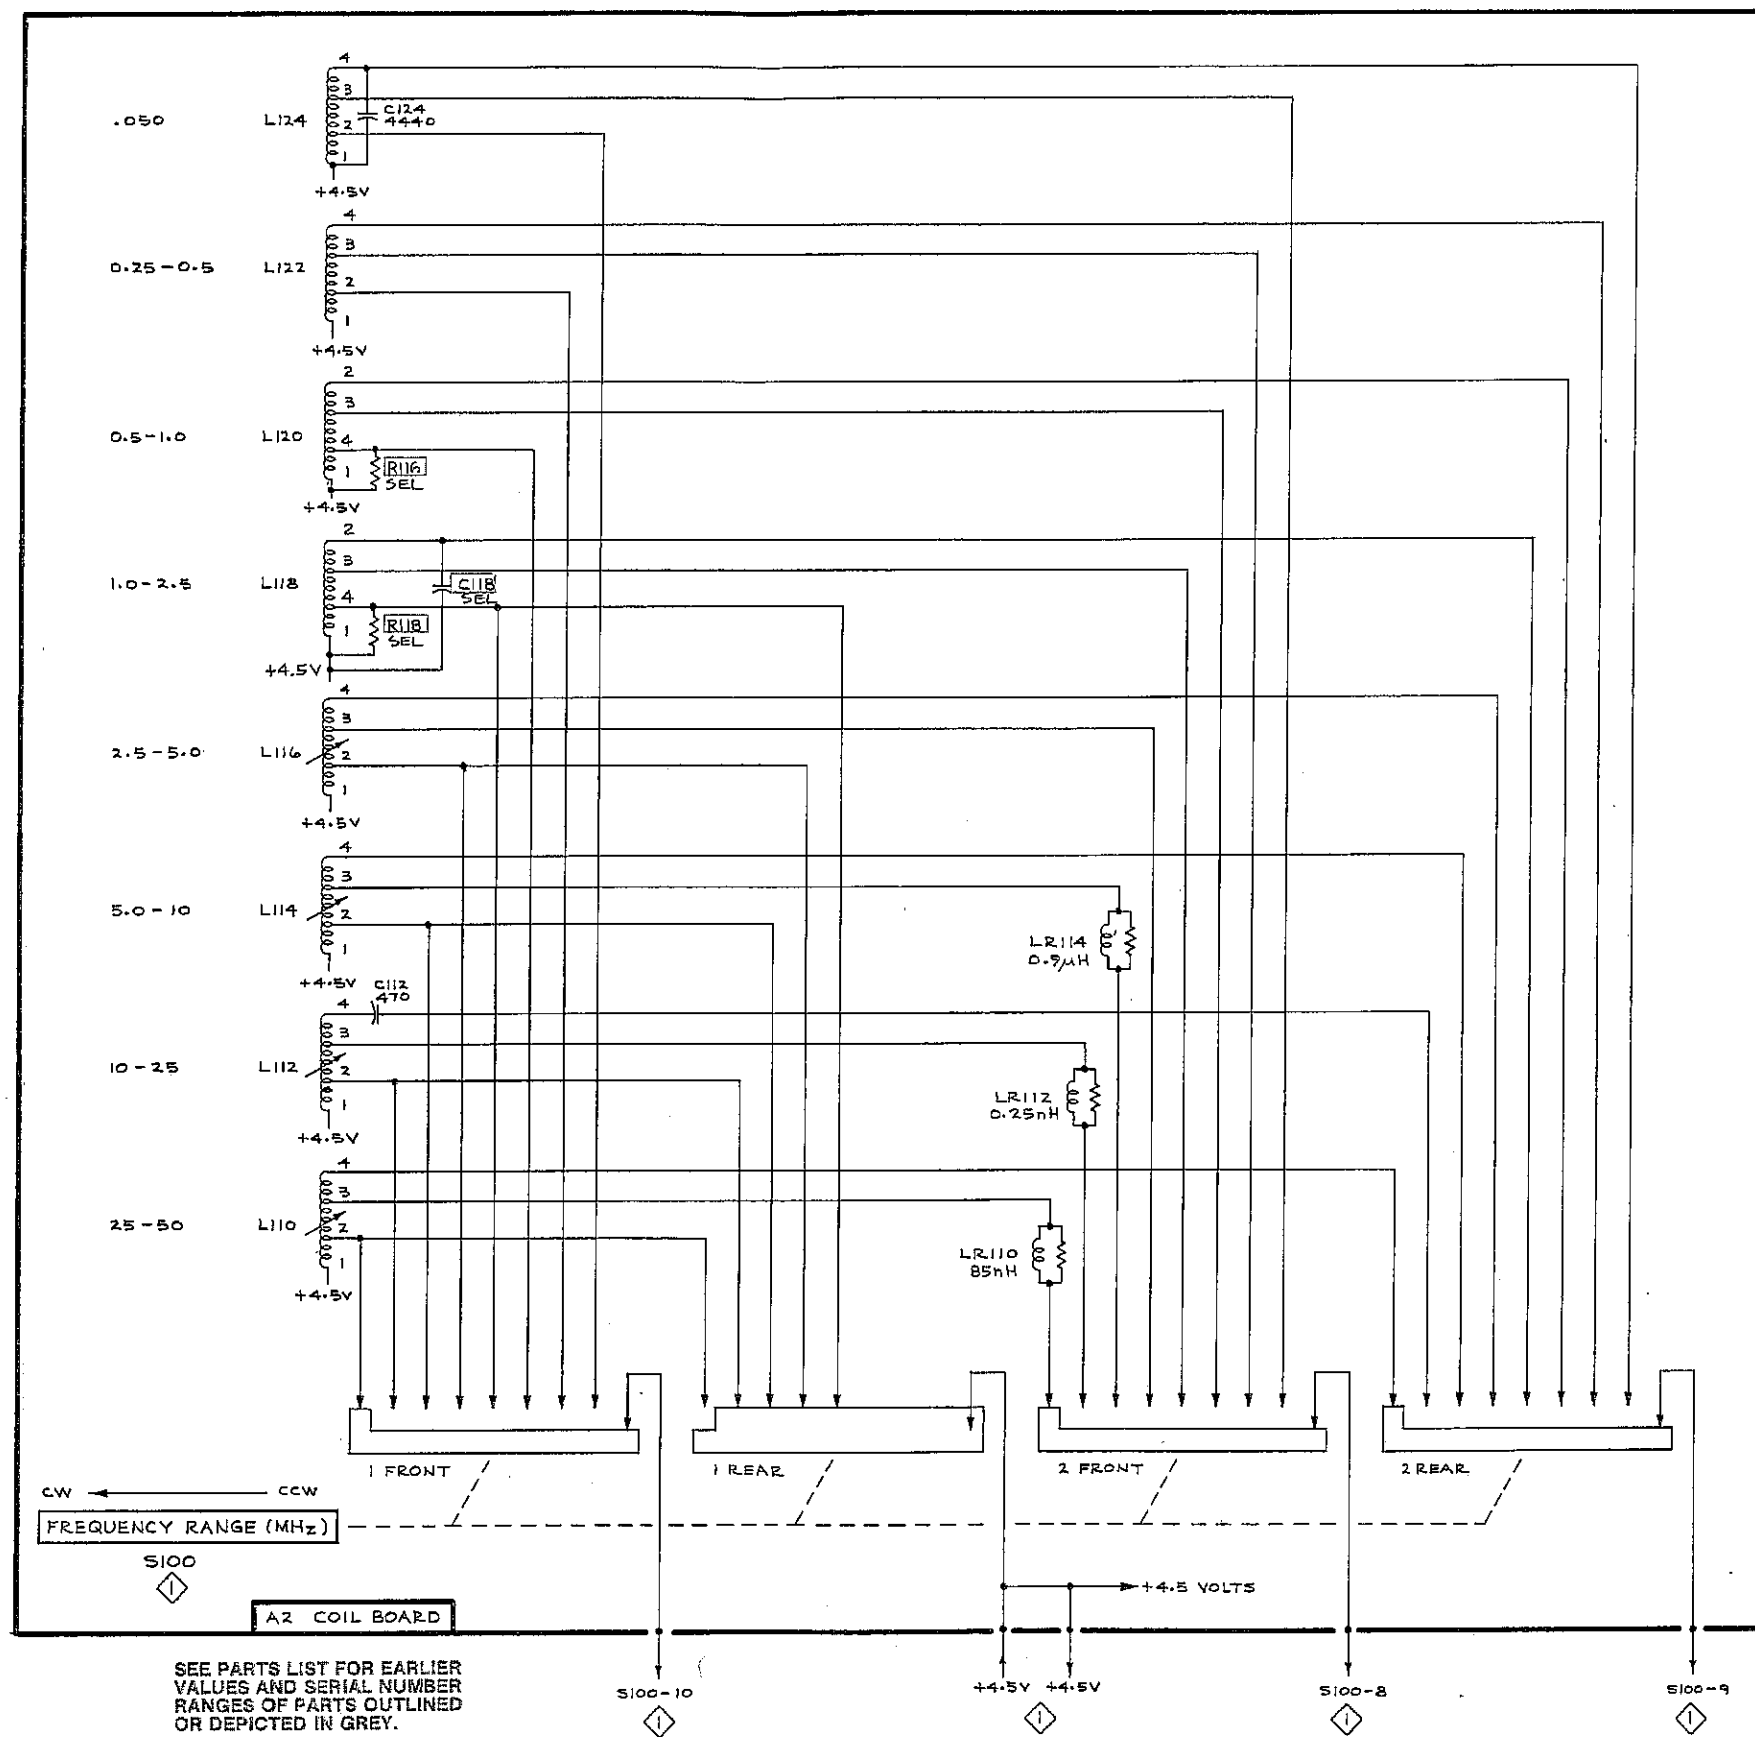 4
3
C124
4440
.050
L124
2
1
+4.5V
4
3
0.25-0.5
L122
2
1
+4.5V
2
3
0.5-1.0
L120
4
R116
SEL
1
+4.5V
2
3
1.0-2.5
L118
C118
SEL
4
R118
SEL
1
+4.5V
4
3
2.5-5.0
L116
2
1
+4.5V
4
3
5.0-10
L114
2
1
+4.5V
LR114
0.9µH
C112
470
4
3
10-25
L112
2
1
+4.5V
LR112
0.25nH
4
3
25-50
L110
2
1
+4.5V
LR110
85nH
1 FRONT
1 REAR
2 FRONT
2 REAR
CW
CCW
FREQUENCY RANGE (MHz)
S100
1
+4.5 VOLTS
A2 COIL BOARD
SEE PARTS LIST FOR EARLIER
VALUES AND SERIAL NUMBER
RANGES OF PARTS OUTLINED
OR DEPICTED IN GREY.
S100-10
1
+4.5V +4.5V
1
S100-8
1
S100-9
1